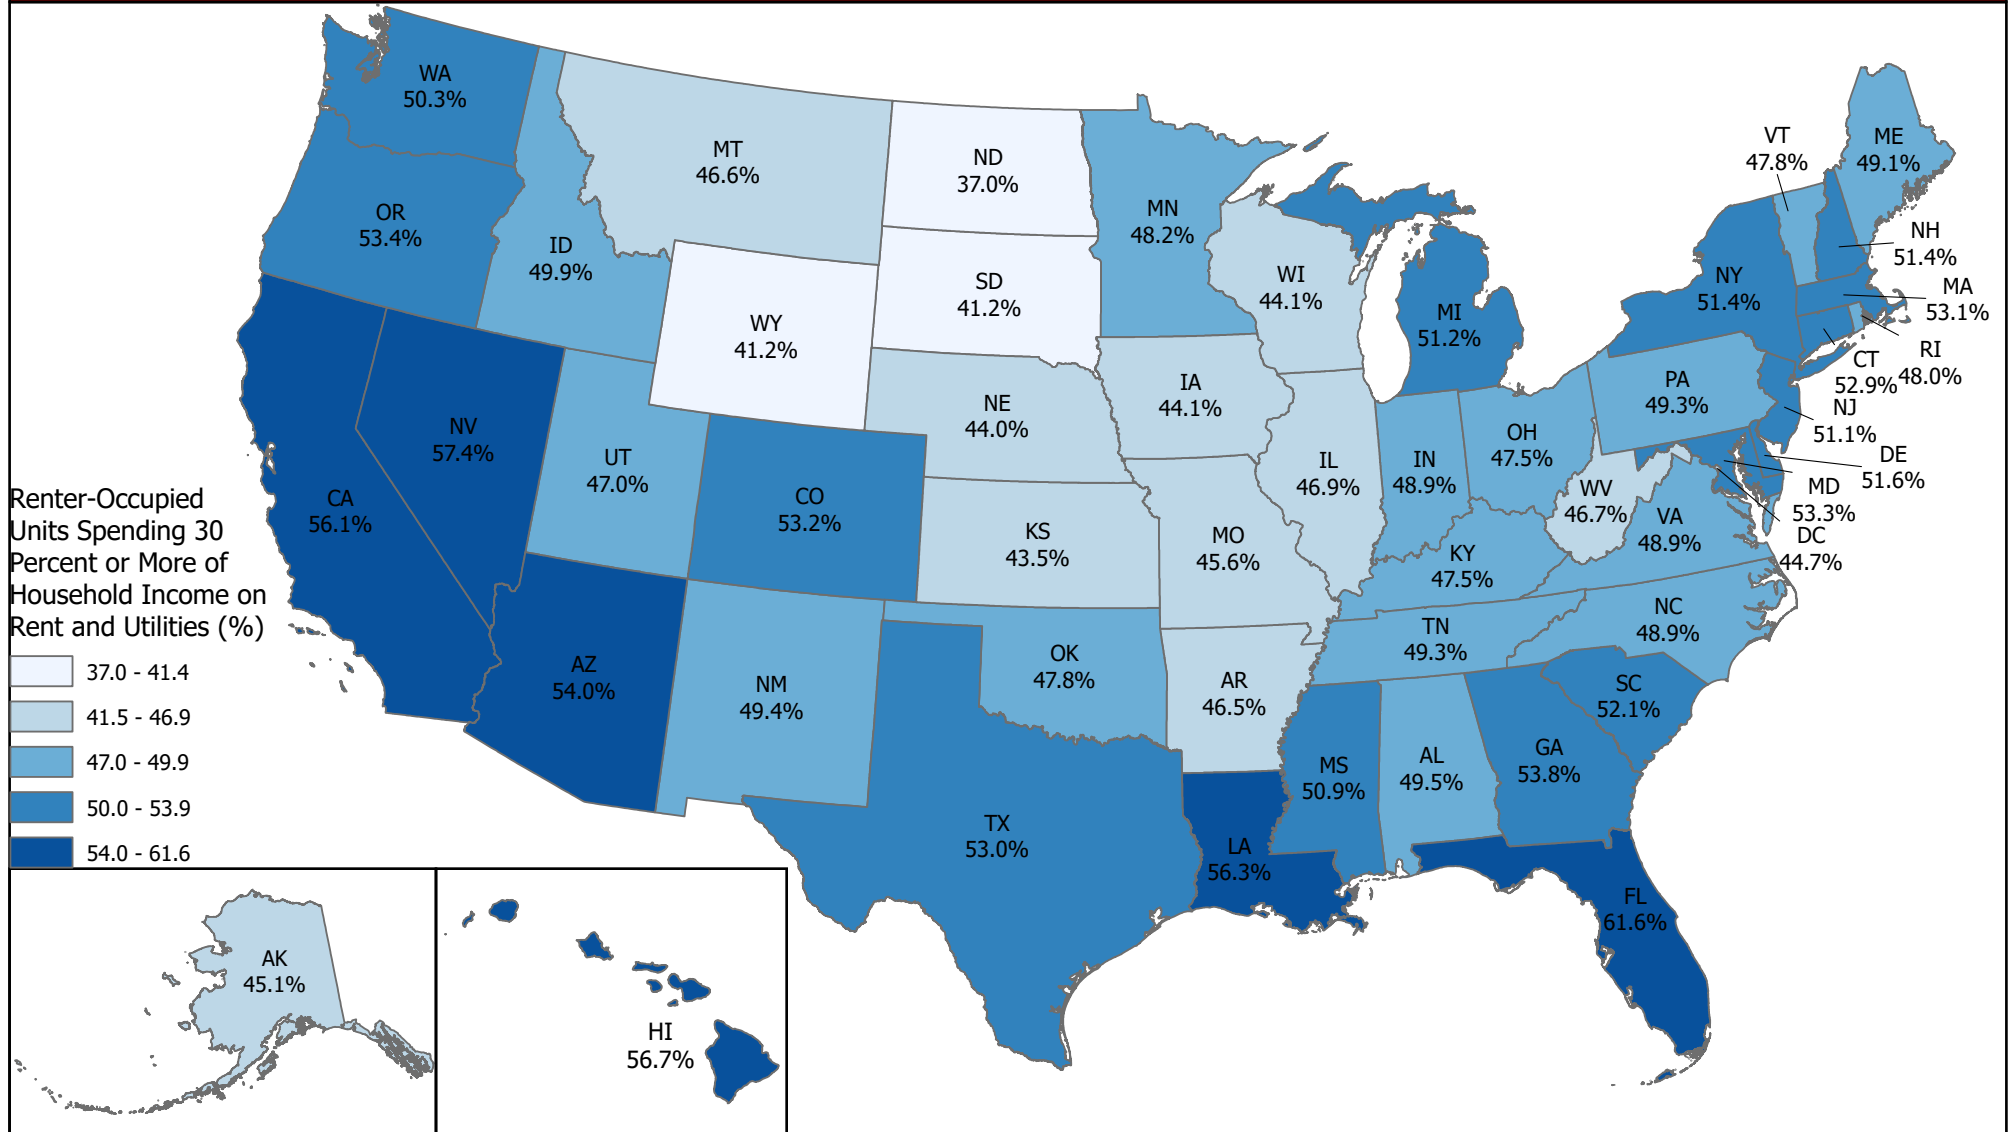 WA
50.3%
MT
46.6%
ND
37.0%
VT
47.8%
ME
49.1%
OR
53.4%
ID
49.9%
MN
48.2%
NH
51.4%
SD
41.2%
WI
44.1%
NY
51.4%
MA
53.1%
WY
41.2%
MI
51.2%
RI
48.0%
CT
52.9%
NE
44.0%
IA
44.1%
PA
49.3%
NJ
51.1%
NV
57.4%
UT
47.0%
CO
53.2%
IL
46.9%
IN
48.9%
OH
47.5%
WV
46.7%
DE
51.6%
MD
53.3%
CA
56.1%
KS
43.5%
MO
45.6%
KY
47.5%
VA
48.9%
DC
44.7%
Renter-Occupied
Units Spending 30
Percent or More of
Household Income on
Rent and Utilities (%)
37.0 - 41.4
41.5 - 46.9
47.0 - 49.9
50.0 - 53.9
54.0 - 61.6
AZ
54.0%
NM
49.4%
OK
47.8%
AR
46.5%
TN
49.3%
NC
48.9%
SC
52.1%
TX
53.0%
LA
56.3%
MS
50.9%
AL
49.5%
GA
53.8%
FL
61.6%
AK
45.1%
HI
56.7%